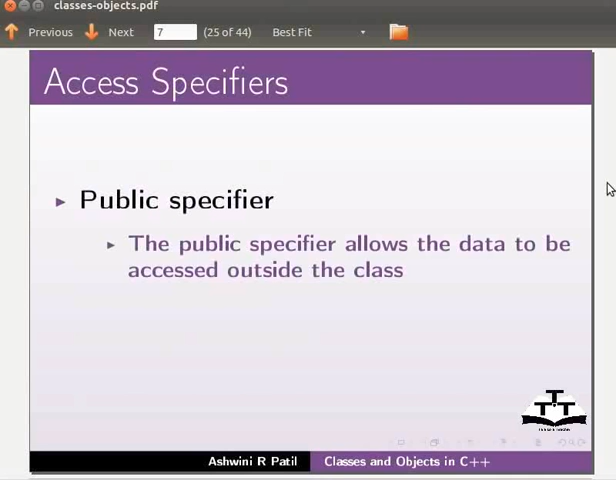 classes-objects.pdf
Previous Next 7 (25 of 44) Best Fit
Access Specifiers
Public specifier
The public specifier allows the data to be
accessed outside the class
Ashwini R Patil Classes and Objects in C++